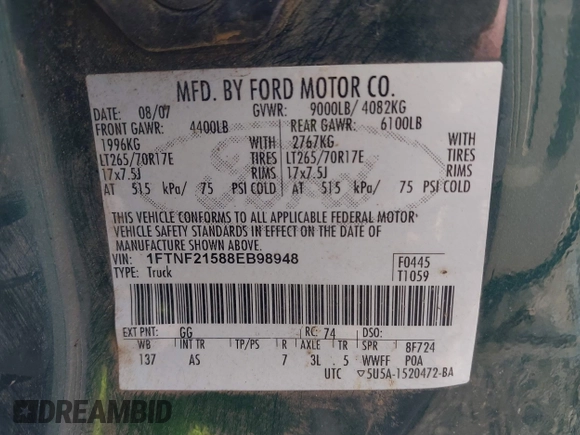 MFD. BY FORD MOTOR CO.
DATE: 08/07 GVWR: 9000LB/ 4082KG
FRONT GAWR: 4400LB REAR GAWR: 6100LB
1996KG WITH 2767KG WITH
LT265/70R17E TIRES LT265/70R17E TIRES
17x7.5J RIMS 17x7.5J RIMS
AT 515 kPa/ 75 PSI COLD AT 515 kPa/ 75 PSI COLD
THIS VEHICLE CONFORMS TO ALL APPLICABLE FEDERAL MOTOR
VEHICLE SAFETY STANDARDS IN EFFECT ON THE DATE OF
MANUFACTURE SHOWN ABOVE.
VIN: 1FTNF21588EB98948 F0445
TYPE: Truck T1059
EXT PNT: GG RC: 74 DSO:
WB INT TR TP/PS R AXLE TR SPR 8F724
137 AS 7 3L 5 WWFF POA
UTC ▽5U5A-1520472-BA
DREAMBID